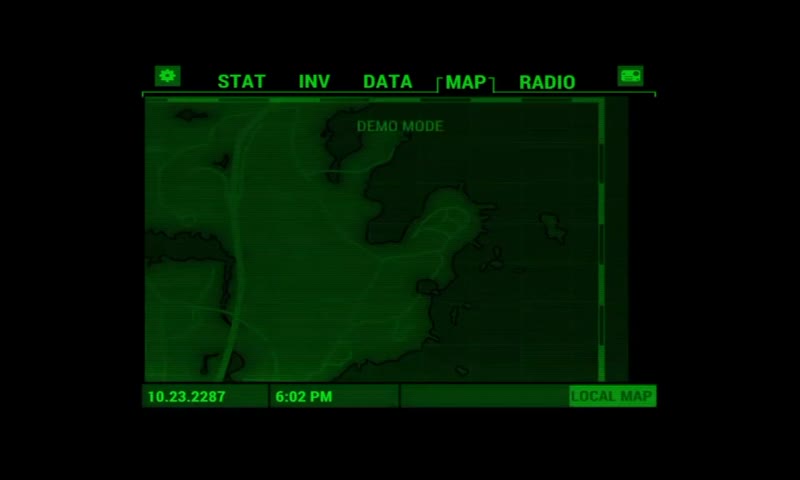 STAT INV DATA MAP RADIO
DEMO MODE
10.23.2287 6:02 PM LOCAL MAP